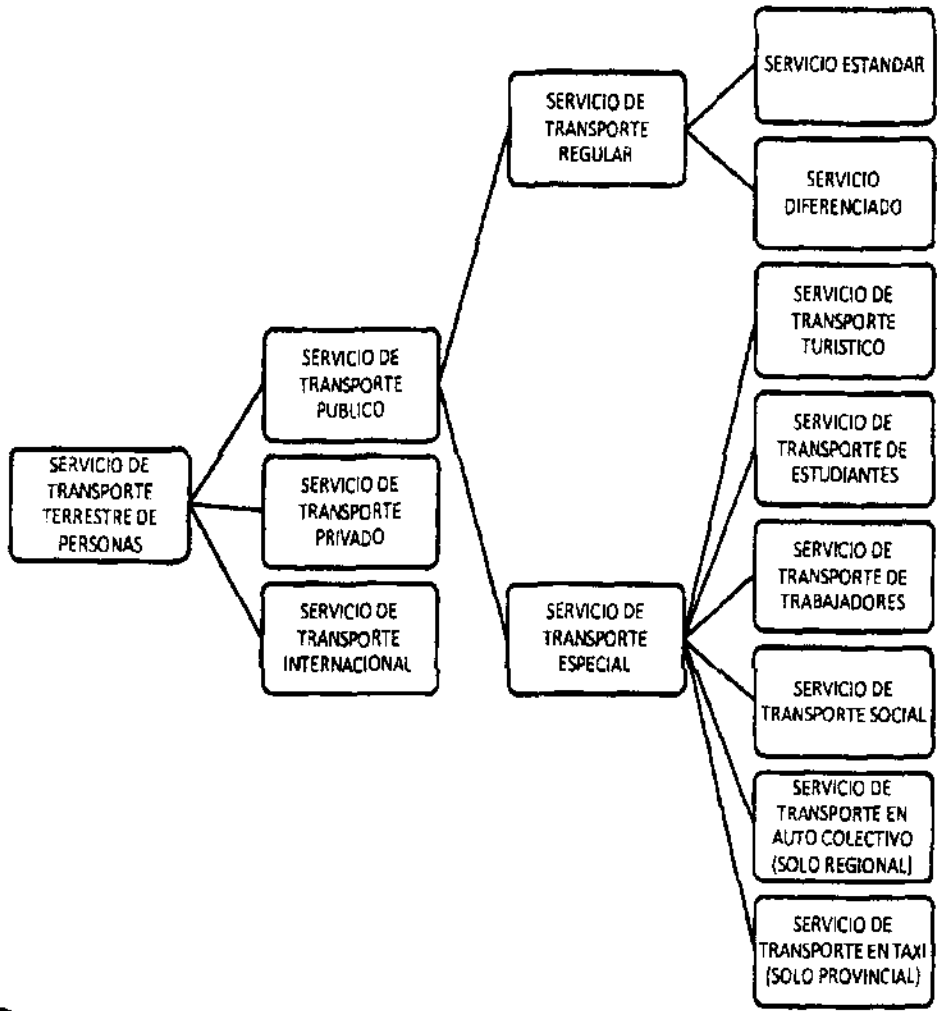 SERVICIO DE
TRANSPORTE
TERRESTRE DE
PERSONAS
SERVICIO DE
TRANSPORTE
PUBLICO
SERVICIO DE
TRANSPORTE
PRIVADO
SERVICIO DE
TRANSPORTE
INTERNACIONAL
SERVICIO DE
TRANSPORTE
REGULAR
SERVICIO DE
TRANSPORTE
ESPECIAL
SERVICIO ESTANDAR
SERVICIO
DIFERENCIADO
SERVICIO DE
TRANSPORTE
TURISTICO
SERVICIO DE
TRANSPORTE DE
ESTUDIANTES
SERVICIO DE
TRANSPORTE DE
TRABAJADORES
SERVICIO DE
TRANSPORTE SOCIAL
SERVICIO DE
TRANSPORTE EN
AUTO COLECTIVO
(SOLO REGIONAL)
SERVICIO DE
TRANSPORTE EN TAXI
(SOLO PROVINCIAL)